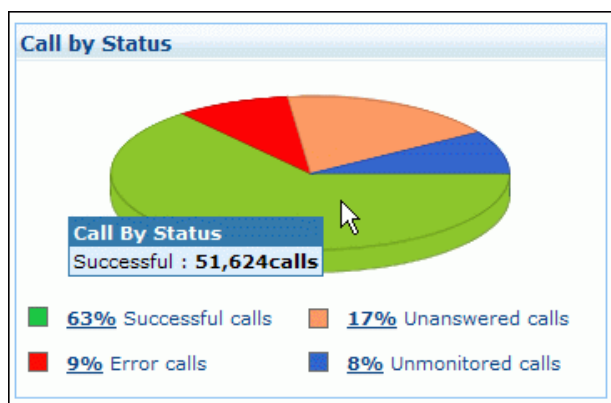 Call by Status
Call By Status
Successful : 51,624calls
63% Successful calls
17% Unanswered calls
9% Error calls
8% Unmonitored calls